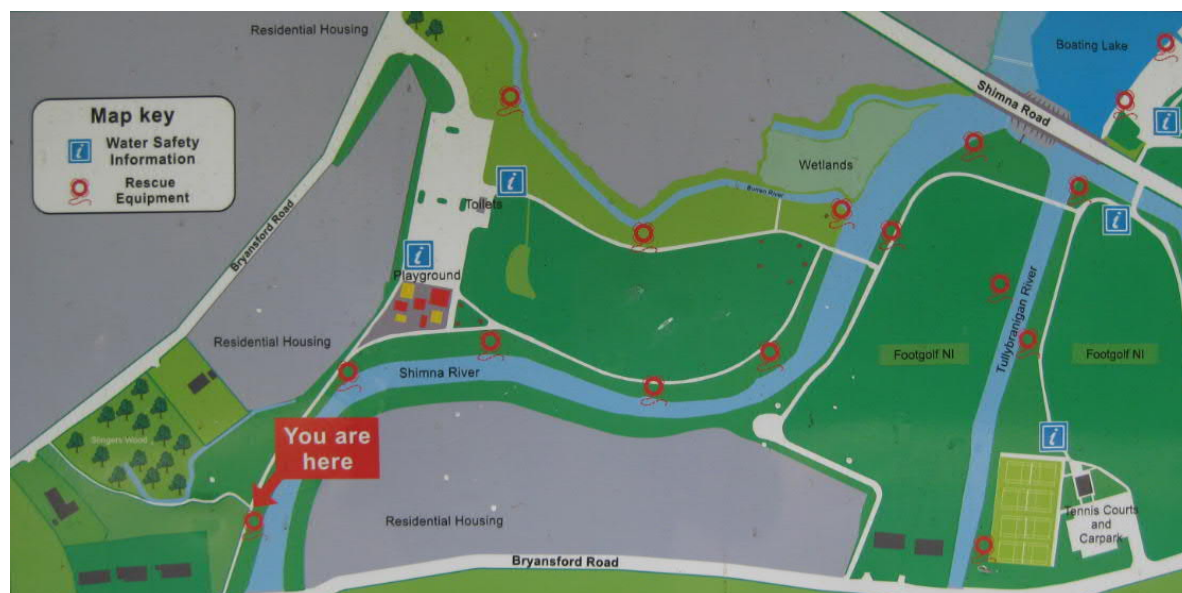 Residential Housing
Boating Lake
Shimna Road
Map key
i
Water Safety
Information
Rescue
Equipment
i
Wetlands
i
Burren River
Toilets
Bryansford Road
i
i
Playground
Tullybranigan River
Residential Housing
Shimna River
Footgolf NI
Footgolf NI
Slingers Wood
You are
here
i
Residential Housing
Tennis Courts
and
Carpark
Bryansford Road